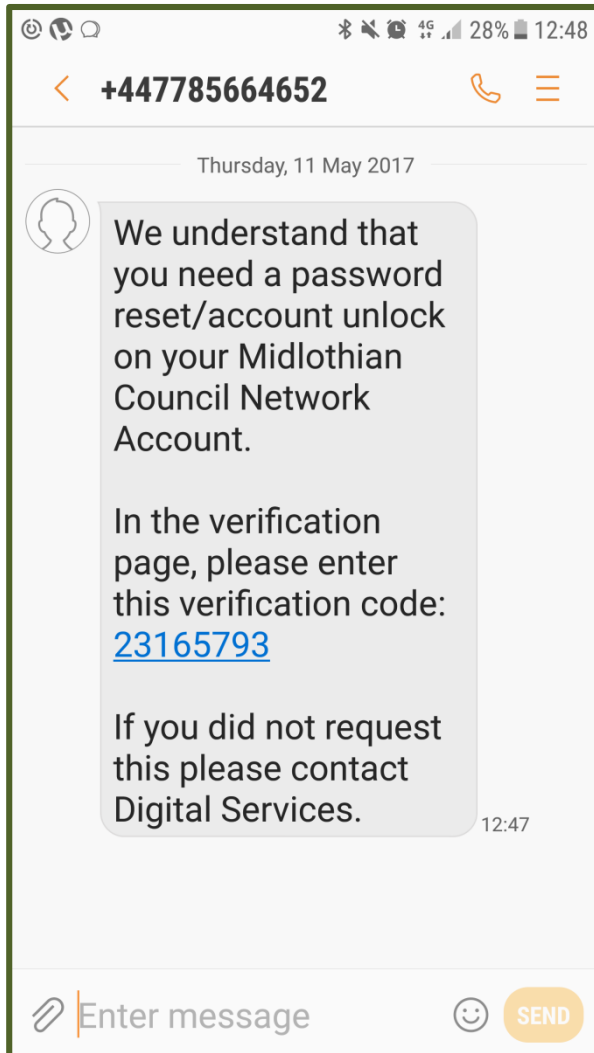 4G 28% 12:48
+447785664652
Thursday, 11 May 2017
We understand that
you need a password
reset/account unlock
on your Midlothian
Council Network
Account.
In the verification
page, please enter
this verification code:
23165793
If you did not request
this please contact
Digital Services.
12:47
Enter message
SEND